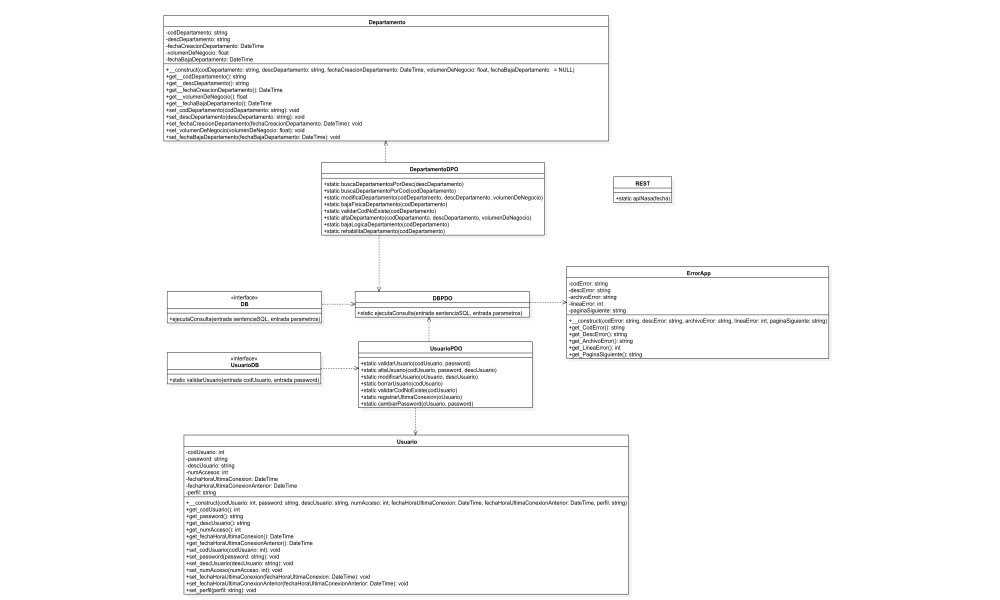 Departamento
-codDepartamento: string
-descDepartamento: string
-fechaCreacionDepartamento: DateTime
-volumenDeNegocio: float
-fechaBajaDepartamento: DateTime
+__construct(codDepartamento: string, descDepartamento: string, fechaCreacionDepartamento: DateTime, volumenDeNegocio: float, fechaBajaDepartamento = NULL)
+get__codDepartamento(): string
+get__descDepartamento(): string
+get__fechaCreacionDepartamento(): DateTime
+get__volumenDeNegocio(): float
+get__fechaBajaDepartamento(): DateTime
+set_codDepartamento(codDepartamento: string): void
+set_descDepartamento(descDepartamento: string): void
+set_fechaCreacionDepartamento(fechaCreacionDepartamento: DateTime): void
+set_volumenDeNegocio(volumenDeNegocio: float): void
+set_fechaBajaDepartamento(fechaBajaDepartamento: DateTime): void
DepartamentoDPO
+static buscaDepartamentosPorDesc(descDepartamento)
+static buscaDepartamentoPorCod(codDepartamento)
+static modificaDepartamento(codDepartamento, descDepartamento, volumenDeNegocio)
+static bajaFisicaDepartamento(codDepartamento)
+static validarCodNoExiste(codDepartamento)
+static altaDepartamento(codDepartamento, descDepartamento, volumenDeNegocio)
+static bajaLogicaDepartamento(codDepartamento)
+static rehabilitaDepartamento(codDepartamento)
REST
+static apiNasa(fecha)
«interface»
DB
+ejecutaConsulta(entrada sentenciaSQL, entrada parametros)
DBPDO
+static ejecutaConsulta(entrada sentenciaSQL, entrada parametros)
ErrorApp
-codError: string
-descError: string
-archivoError: string
-lineaError: int
-paginaSiguiente: string
+__construct(codError: string, descError: string, archivoError: string, lineaError: int, paginaSiguiente: string)
+get_CodError(): string
+get_DescError(): string
+get_ArchivoError(): string
+get_LineaError(): int
+get_PaginaSiguiente(): string
«interface»
UsuarioDB
+static validarUsuario(entrada codUsuario, entrada password)
UsuarioPDO
+static validarUsuario(codUsuario, password)
+static altaUsuario(codUsuario, password, descUsuario)
+static modificarUsuario(oUsuario, descUsuario)
+static borrarUsuario(codUsuario)
+static validarCodNoExiste(codUsuario)
+static registrarUltimaConexion(oUsuario)
+static cambiarPassword(oUsuario, password)
Usuario
-codUsuario: int
-password: string
-descUsuario: string
-numAccesos: int
-fechaHoraUltimaConexion: DateTime
-fechaHoraUltimaConexionAnterior: DateTime
-perfil: string
+__construct(codUsuario: int, password: string, descUsuario: string, numAcceso: int, fechaHoraUltimaConexion: DateTime, fechaHoraUltimaConexionAnterior: DateTime, perfil: string)
+get_codUsuario(): int
+get_password(): string
+get_descUsuario(): string
+get_numAcceso(): int
+get_fechaHoraUltimaConexion(): DateTime
+get_fechaHoraUltimaConexionAnterior(): DateTime
+set_codUsuario(codUsuario: int): void
+set_password(password: string): void
+set_descUsuario(descUsuario: string): void
+set_numAcceso(numAcceso: int): void
+set_fechaHoraUltimaConexion(fechaHoraUltimaConexion: DateTime): void
+set_fechaHoraUltimaConexionAnterior(fechaHoraUltimaConexionAnterior: DateTime): void
+set_perfil(perfil: string): void